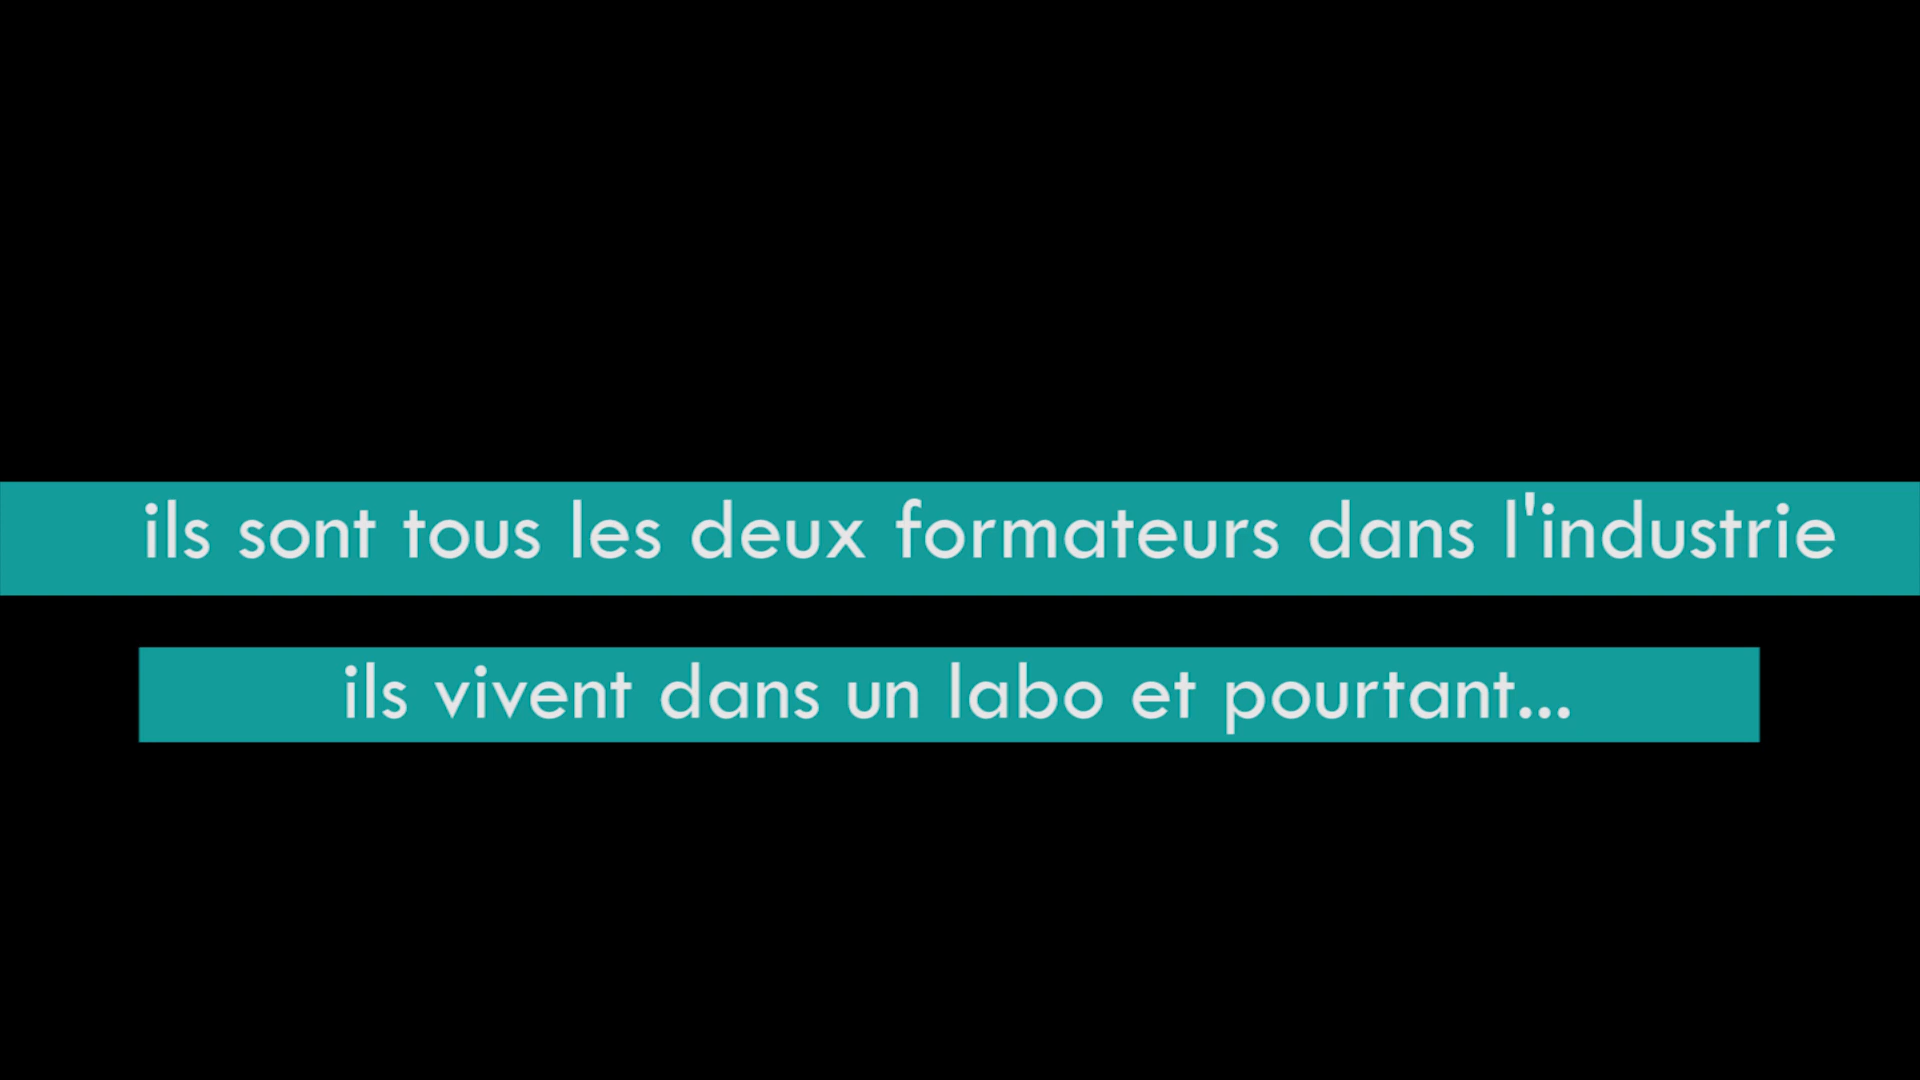 ils sont tous les deux formateurs dans l'industrie
ils vivent dans un labo et pourtant...